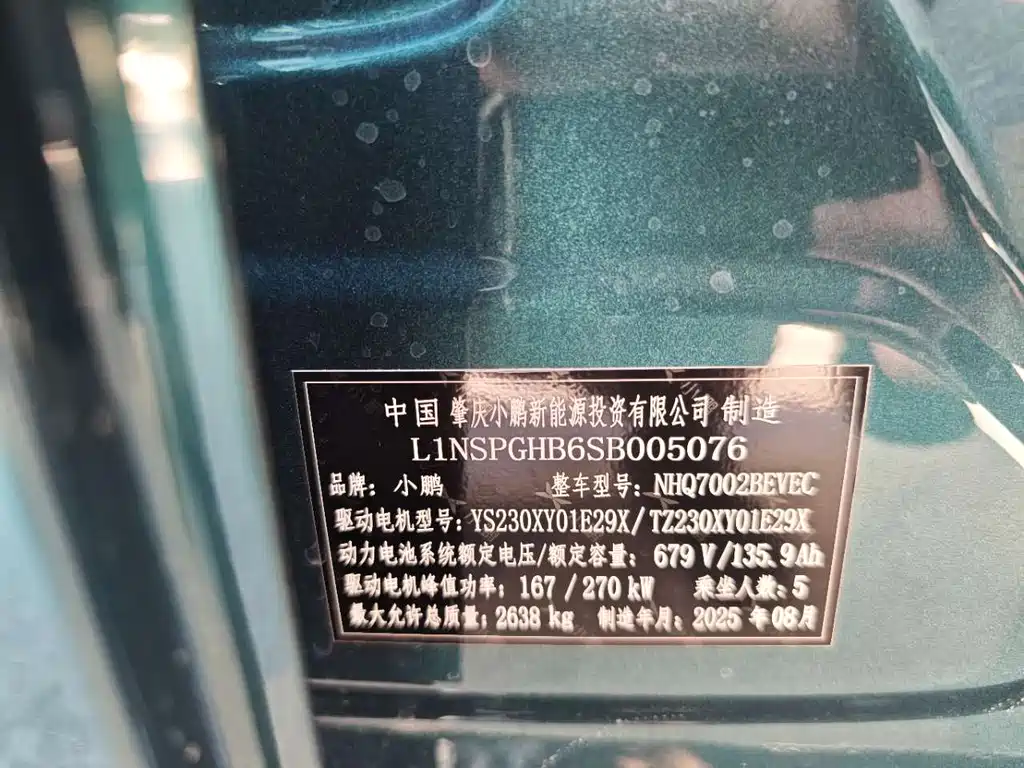 中国 肇庆小鹏新能源投资有限公司 制造
L1NSPGHB6SB005076
品牌：小鹏 整车型号：NHQ7002BEVEC
驱动电机型号：YS230XY01E29X/TZ230XY01E29X
动力电池系统额定电压/额定容量：679 V/135.9Ah
驱动电机峰值功率：167 / 270 kW 乘坐人数：5
最大允许总质量：2638 kg 制造年月：2025 年08月